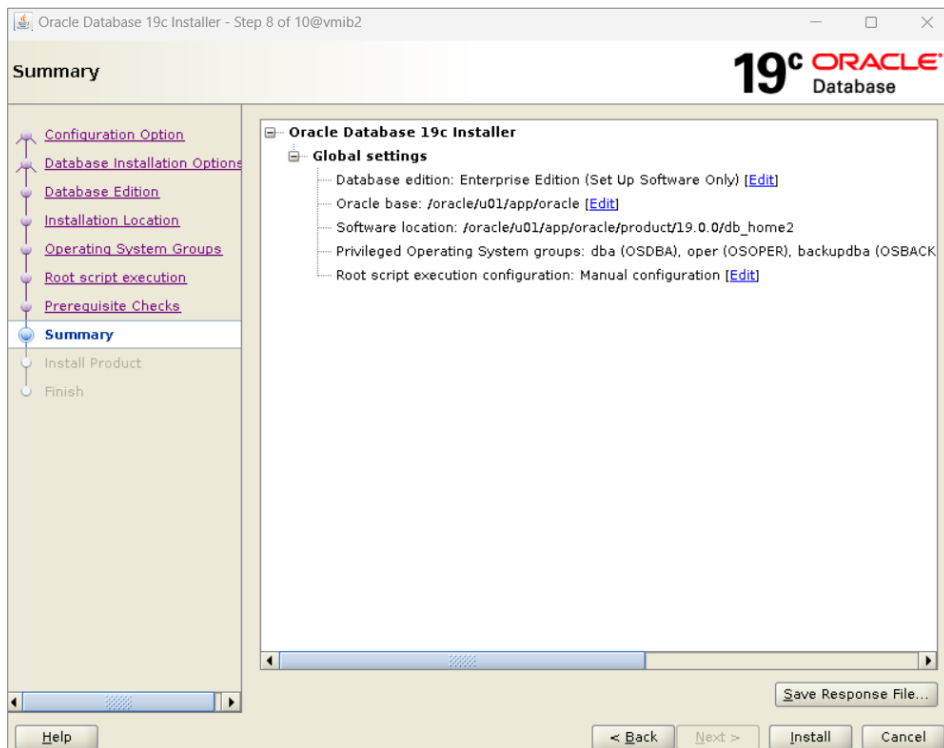 Oracle Database 19c Installer - Step 8 of 10@vmib2
Summary
19c ORACLE
Database
Configuration Option
Database Installation Options
Database Edition
Installation Location
Operating System Groups
Root script execution
Prerequisite Checks
Summary
Install Product
Finish
Oracle Database 19c Installer
Global settings
Database edition: Enterprise Edition (Set Up Software Only) [Edit]
Oracle base: /oracle/u01/app/oracle [Edit]
Software location: /oracle/u01/app/oracle/product/19.0.0/db_home2
Privileged Operating System groups: dba (OSDBA), oper (OSOPER), backupdba (OSBACK
Root script execution configuration: Manual configuration [Edit]
Save Response File...
Help
< Back
Next >
Install
Cancel